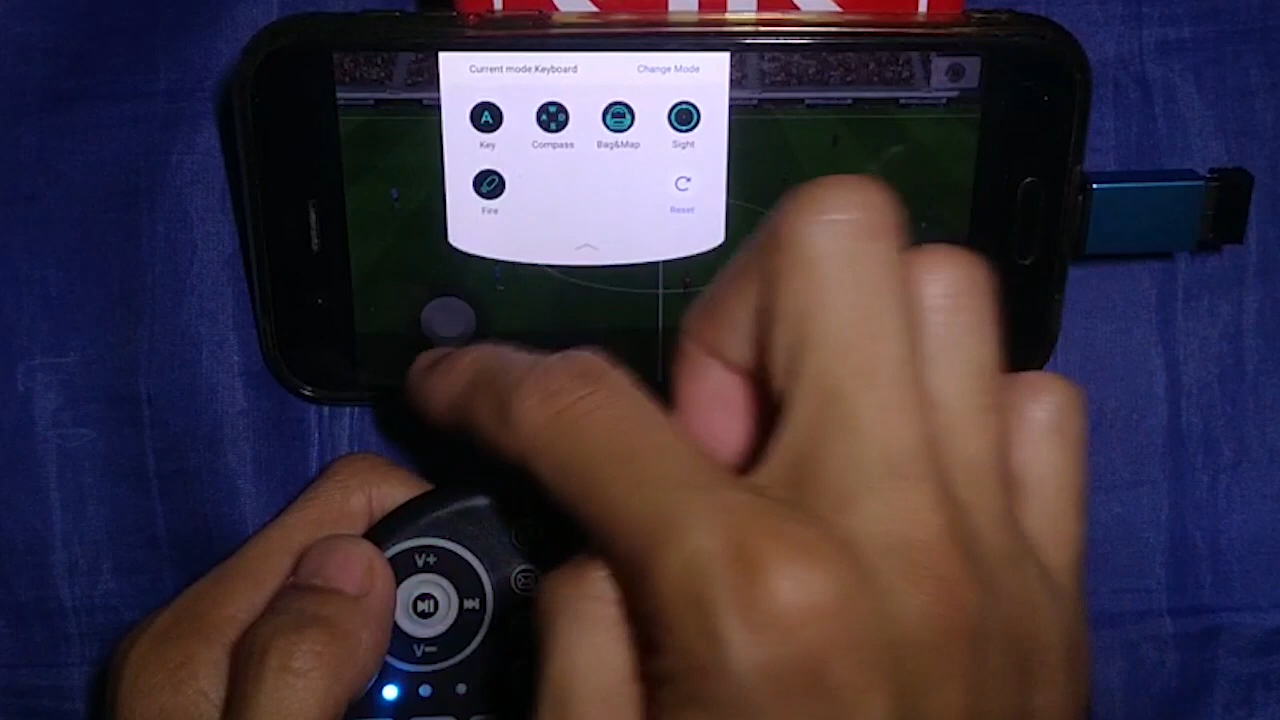 Current mode:Keyboard Change Mode
A
W
A D
S
Key Compass Bag&Map Sight
Fire Reset
V+
V−